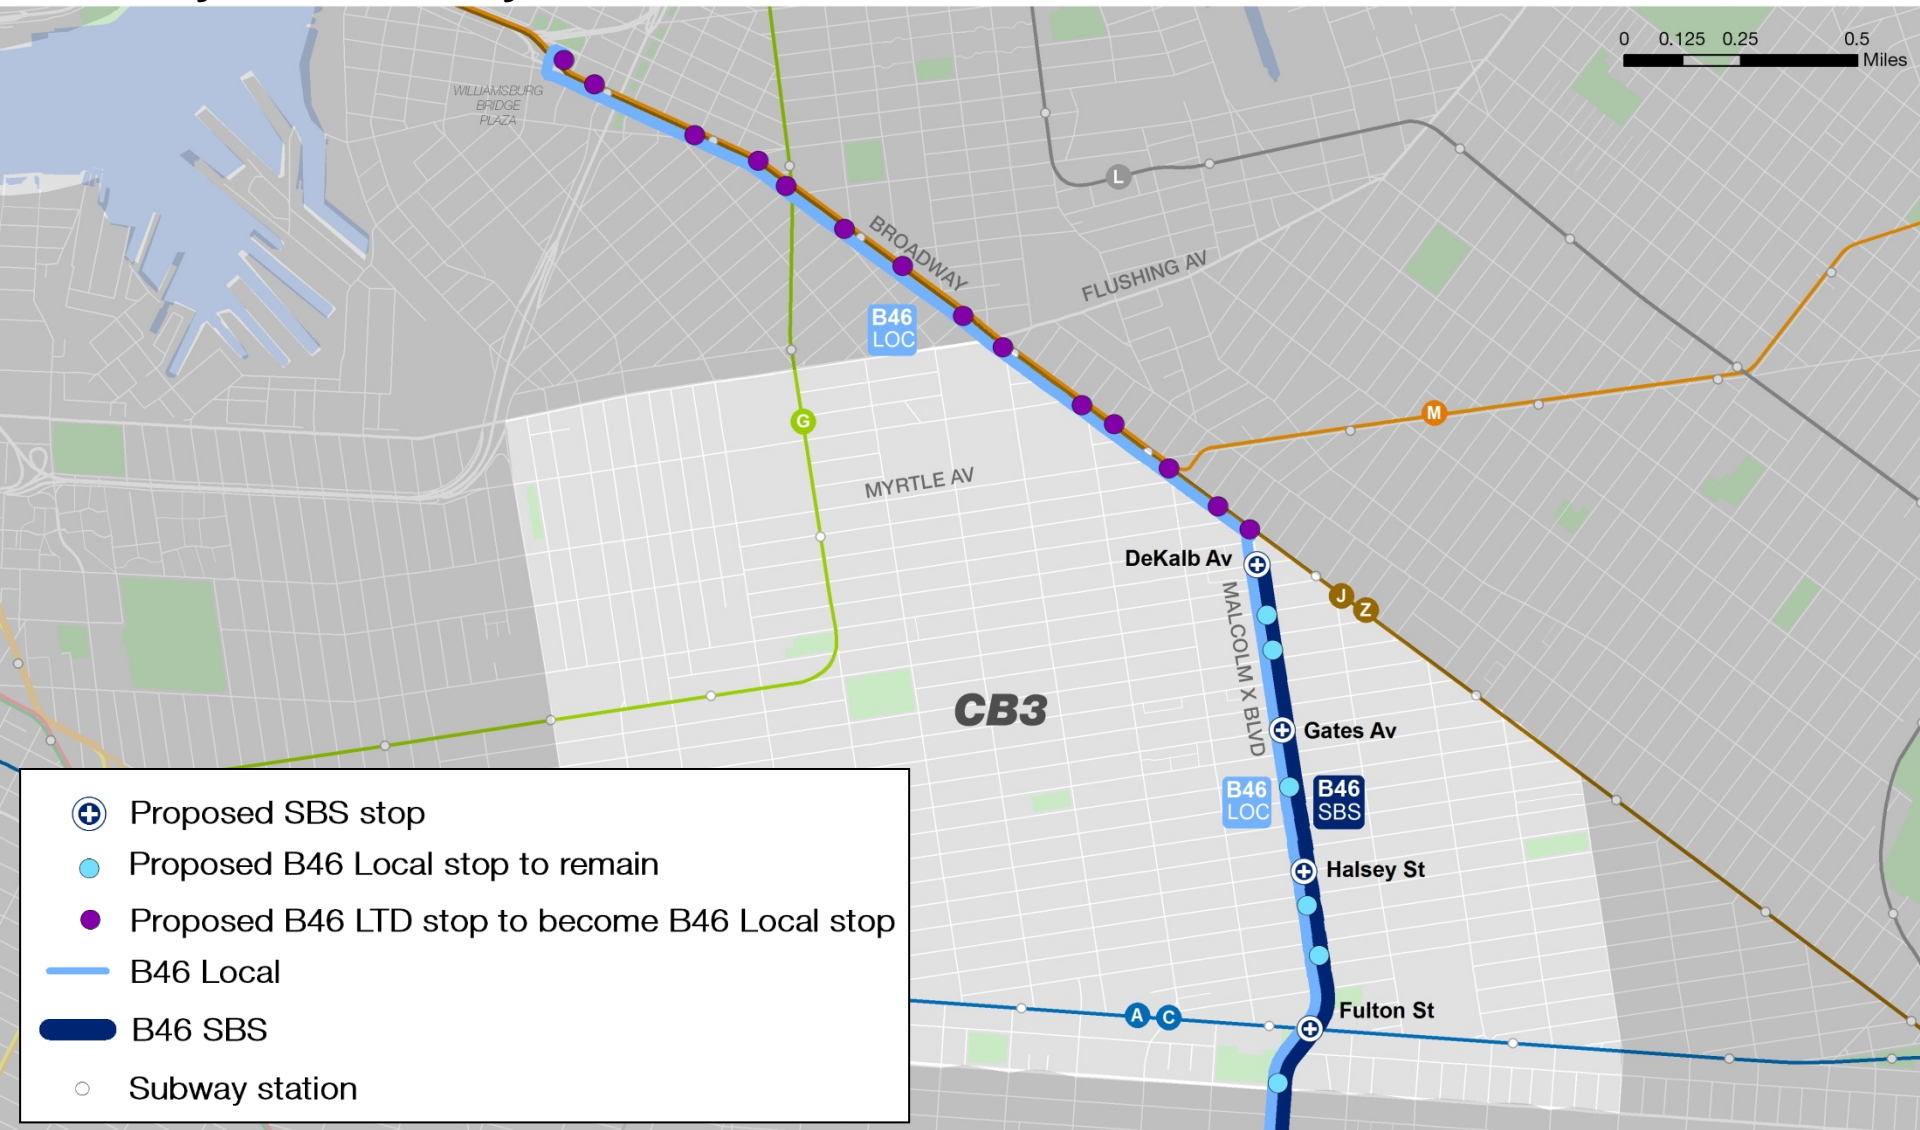 0 0.125 0.25 0.5
Miles
WILLIAMSBURG
BRIDGE
PLAZA
L
BROADWAY
FLUSHING AV
B46
LOC
G
M
MYRTLE AV
DeKalb Av
J
Z
MALCOLM X BLVD
CB3
Gates Av
B46
LOC
B46
SBS
Halsey St
A
C
Fulton St
Proposed SBS stop
Proposed B46 Local stop to remain
Proposed B46 LTD stop to become B46 Local stop
B46 Local
B46 SBS
Subway station